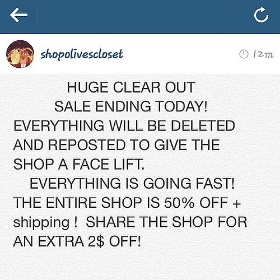 shopolivescloset
12m
HUGE CLEAR OUT
SALE ENDING TODAY!
EVERYTHING WILL BE DELETED
AND REPOSTED TO GIVE THE
SHOP A FACE LIFT.
EVERYTHING IS GOING FAST!
THE ENTIRE SHOP IS 50% OFF +
shipping ! SHARE THE SHOP FOR
AN EXTRA 2$ OFF!